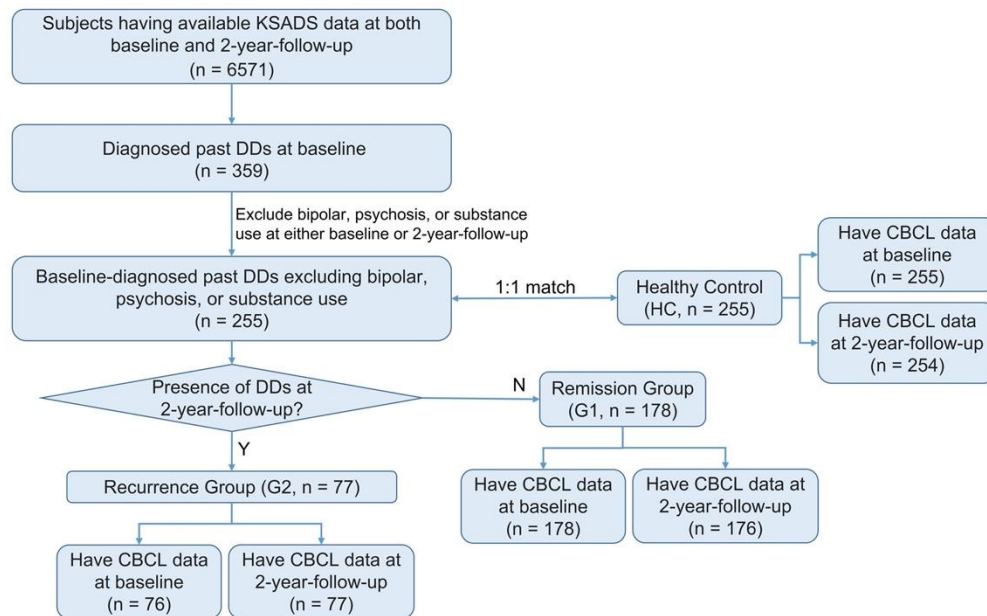 Subjects having available KSADS data at both
baseline and 2-year-follow-up
(n = 6571)
Diagnosed past DDs at baseline
(n = 359)
Exclude bipolar, psychosis, or substance
use at either baseline or 2-year-follow-up
Baseline-diagnosed past DDs excluding bipolar,
psychosis, or substance use
(n = 255)
1:1 match
Healthy Control
(HC, n = 255)
Have CBCL data
at baseline
(n = 255)
Have CBCL data
at 2-year-follow-up
(n = 254)
Presence of DDs at
2-year-follow-up?
N
Remission Group
(G1, n = 178)
Have CBCL data
at baseline
(n = 178)
Have CBCL data at
2-year-follow-up
(n = 176)
Y
Recurrence Group (G2, n = 77)
Have CBCL data
at baseline
(n = 76)
Have CBCL data at
2-year-follow-up
(n = 77)